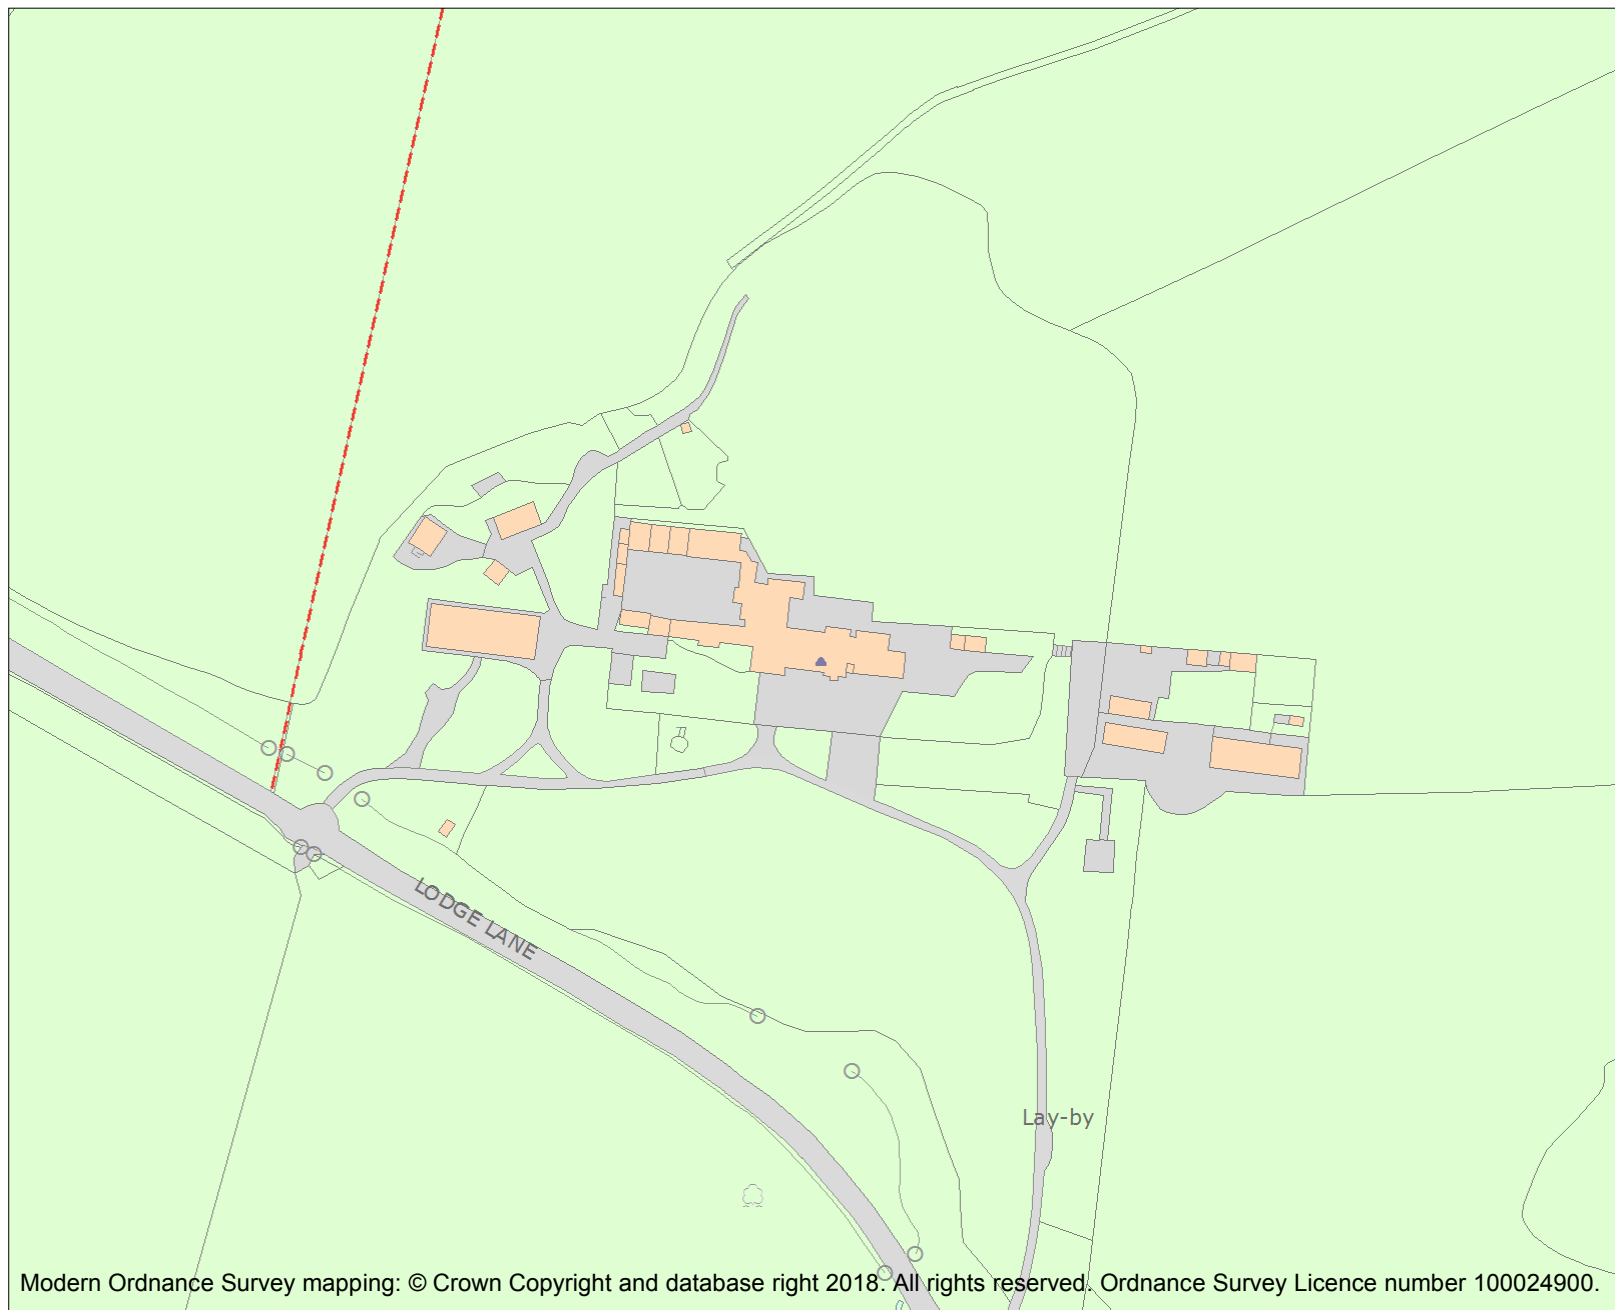 LODGE LANE
Lay-by
Modern Ordnance Survey mapping: © Crown Copyright and database right 2018. All rights reserved. Ordnance Survey Licence number 100024900.